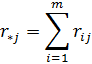 r_{*j} = \sum_{i=1}^{m} r_{ij}